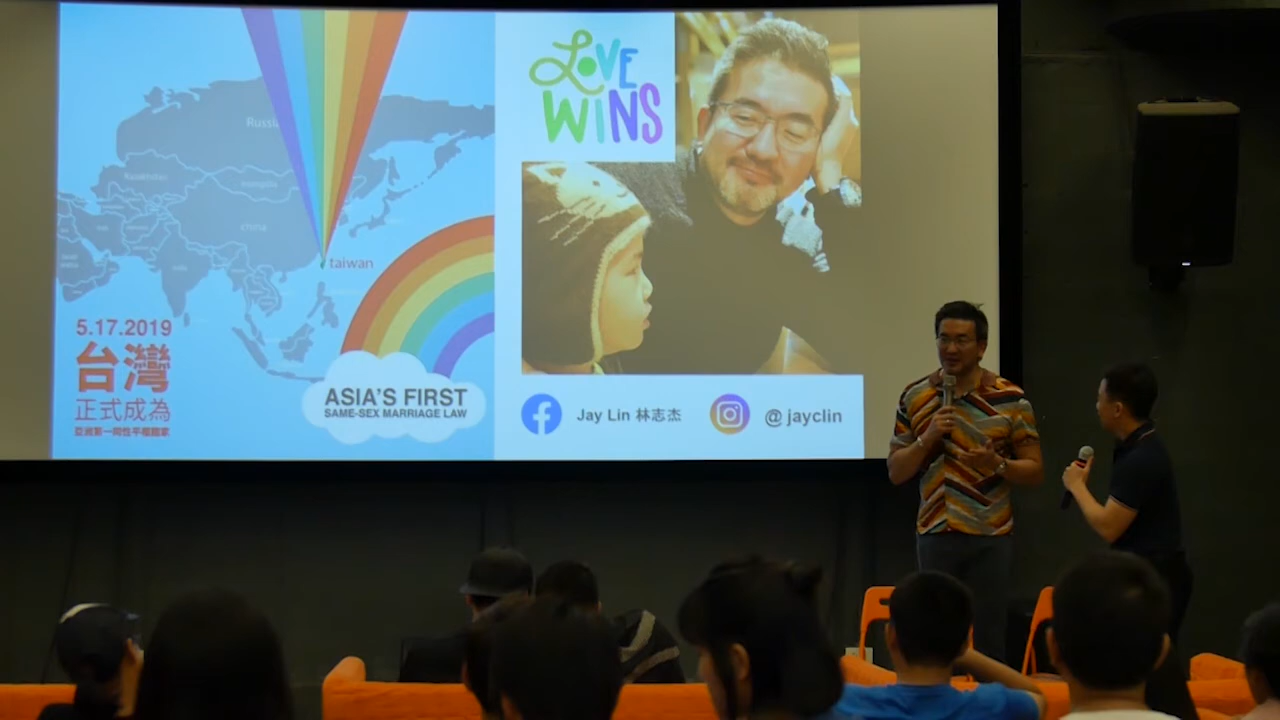 Russia
Kazakhstan
mongolia
china
india
taiwan
5.17.2019
台灣
正式成為
亞洲第一同性平權國家
ASIA'S FIRST
SAME-SEX MARRIAGE LAW
LOVE
WINS
Jay Lin 林志杰
@ jayclin